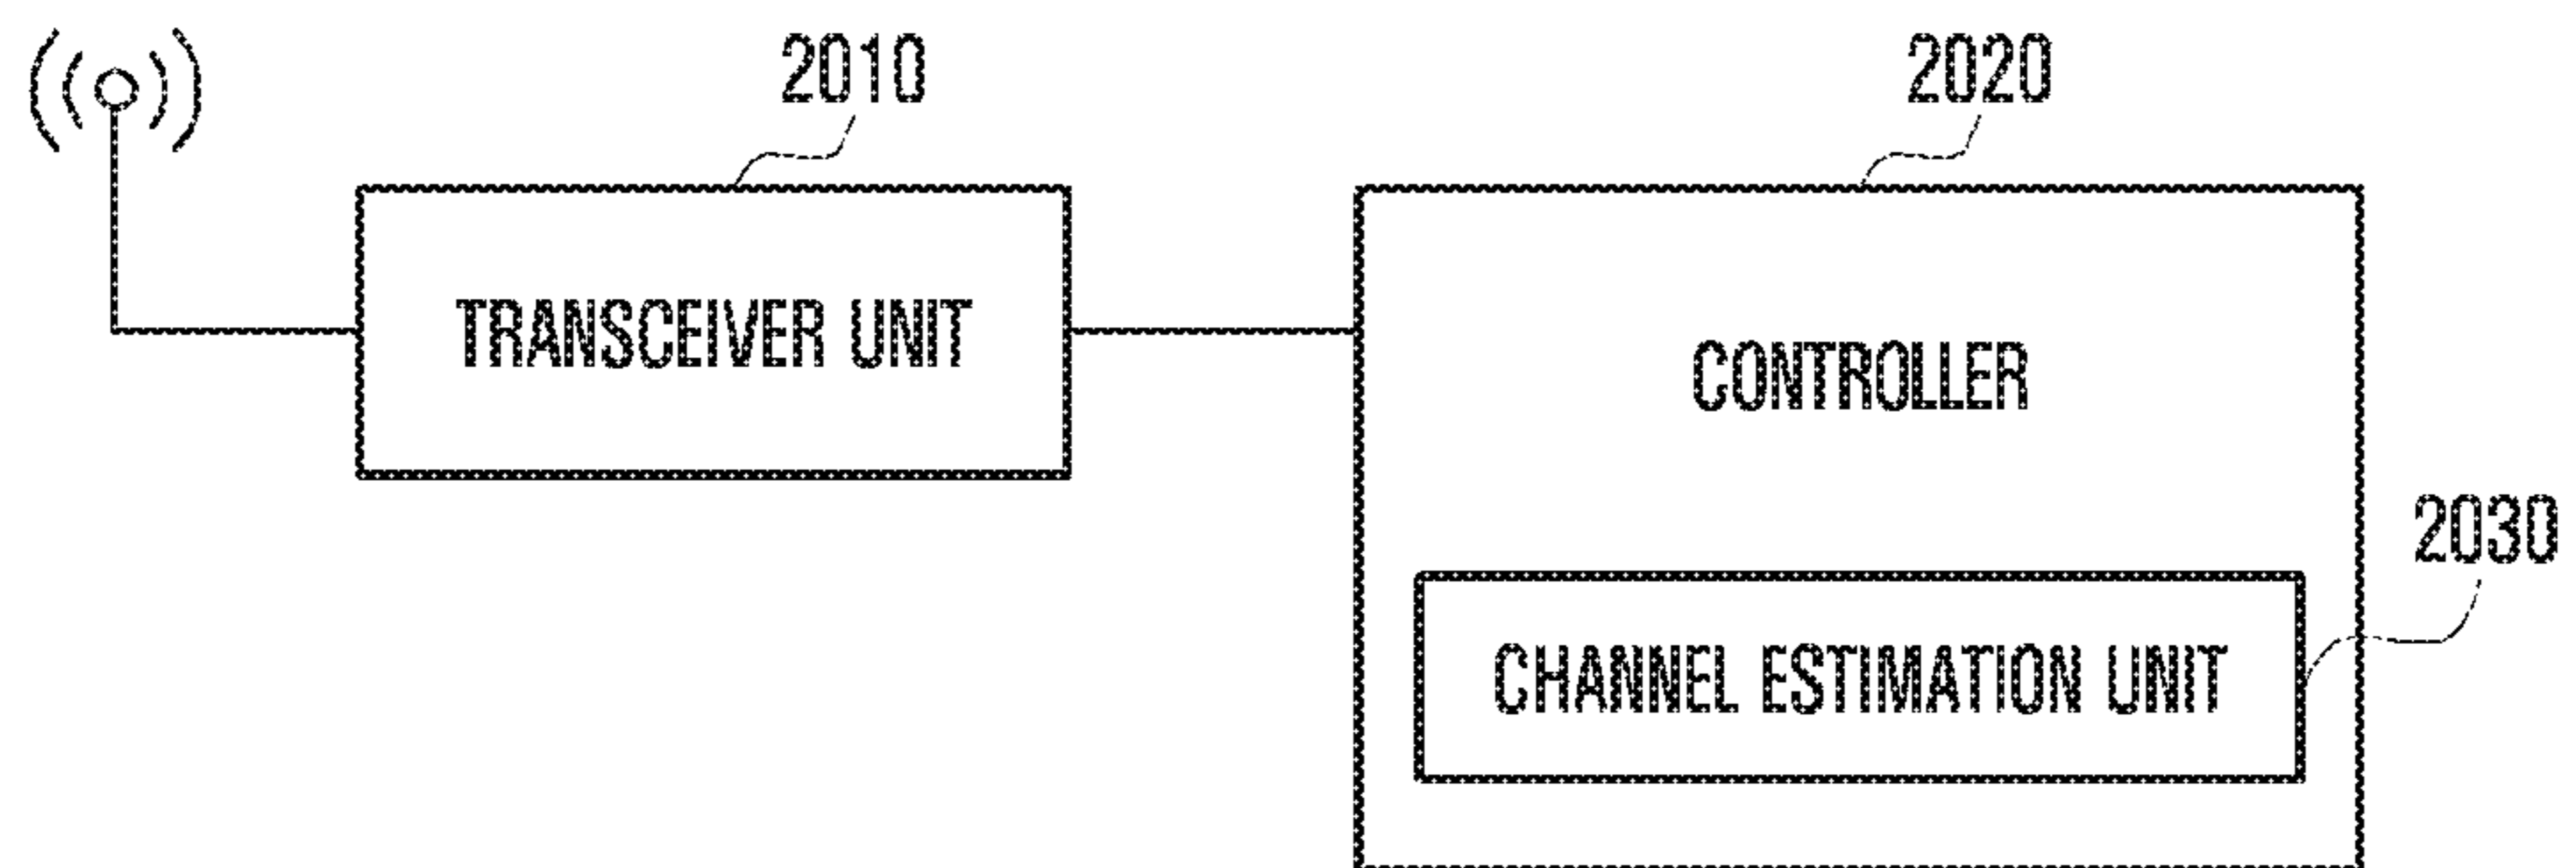 2010
2020
TRANSCEIVER UNIT
CONTROLLER
2030
CHANNEL ESTIMATION UNIT